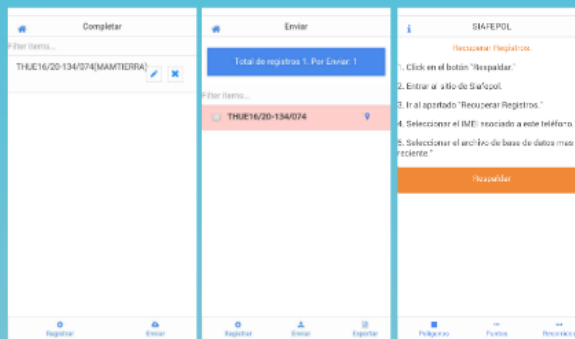 Completar
Filter items...
THUE16/20-134/074(MAMTIERRA)
Registrar
Enviar
Enviar
Total de registros 1. Por Enviar: 1
Filter items...
THUE16/20-134/074
Registrar
Enviar
Exportar
SIAFEPOL
Recuperar Registros.
1. Click en el botón "Respaldar."
2. Entrar al sitio de Siafepol.
3. Ir al apartado "Recuperar Registros."
4. Seleccionar el IMEI asociado a este teléfono.
5. Seleccionar el archivo de base de datos mas
reciente."
Respaldar
Polígonos
Puntos
Recorridos